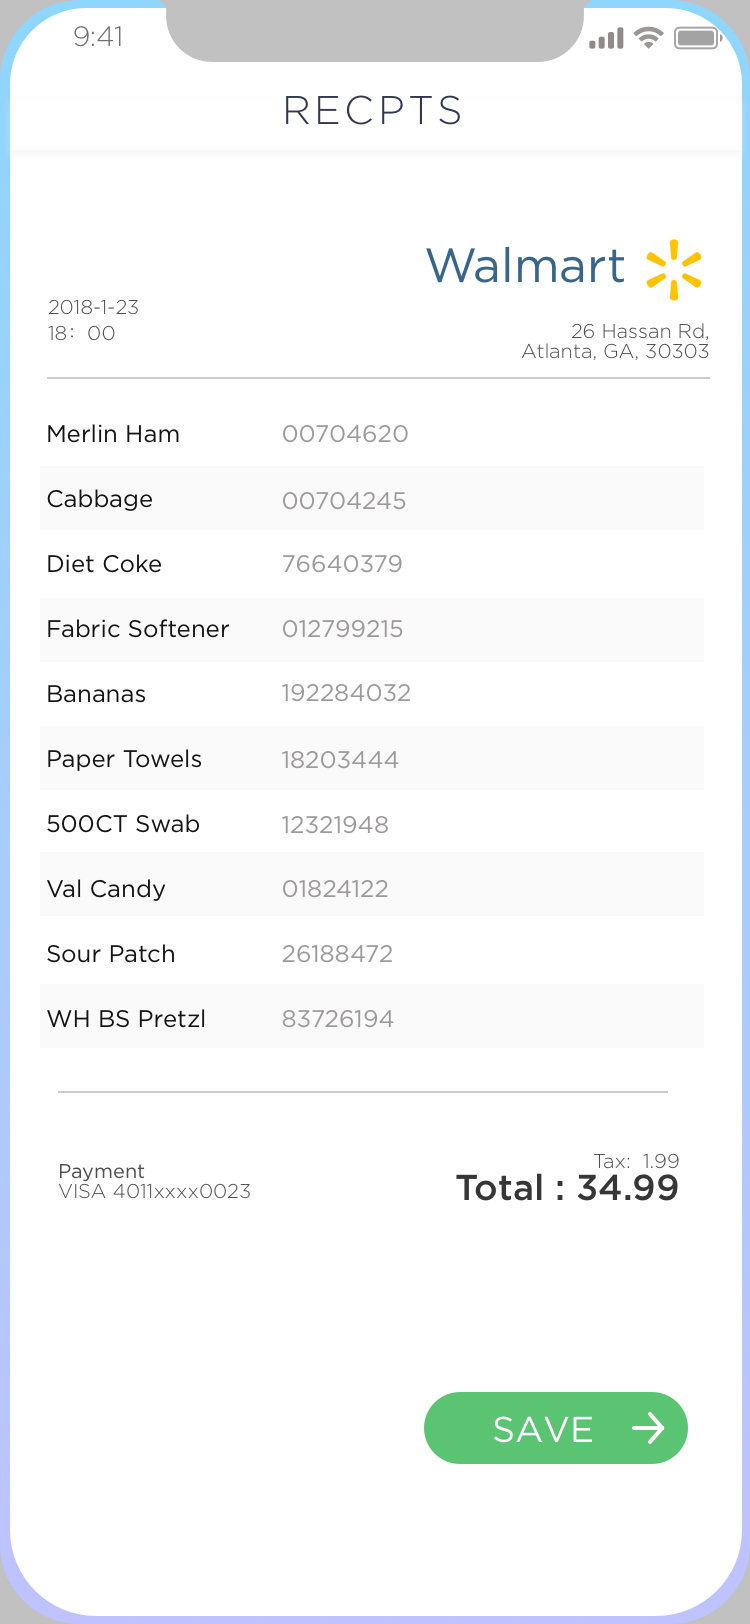 9:41
RECPTS
Walmart
2018-1-23
18: 00
26 Hassan Rd,
Atlanta, GA, 30303
Merlin Ham 00704620
Cabbage 00704245
Diet Coke 76640379
Fabric Softener 012799215
Bananas 192284032
Paper Towels 18203444
500CT Swab 12321948
Val Candy 01824122
Sour Patch 26188472
WH BS Pretzl 83726194
Payment
VISA 4011xxxx0023
Tax: 1.99
Total : 34.99
SAVE